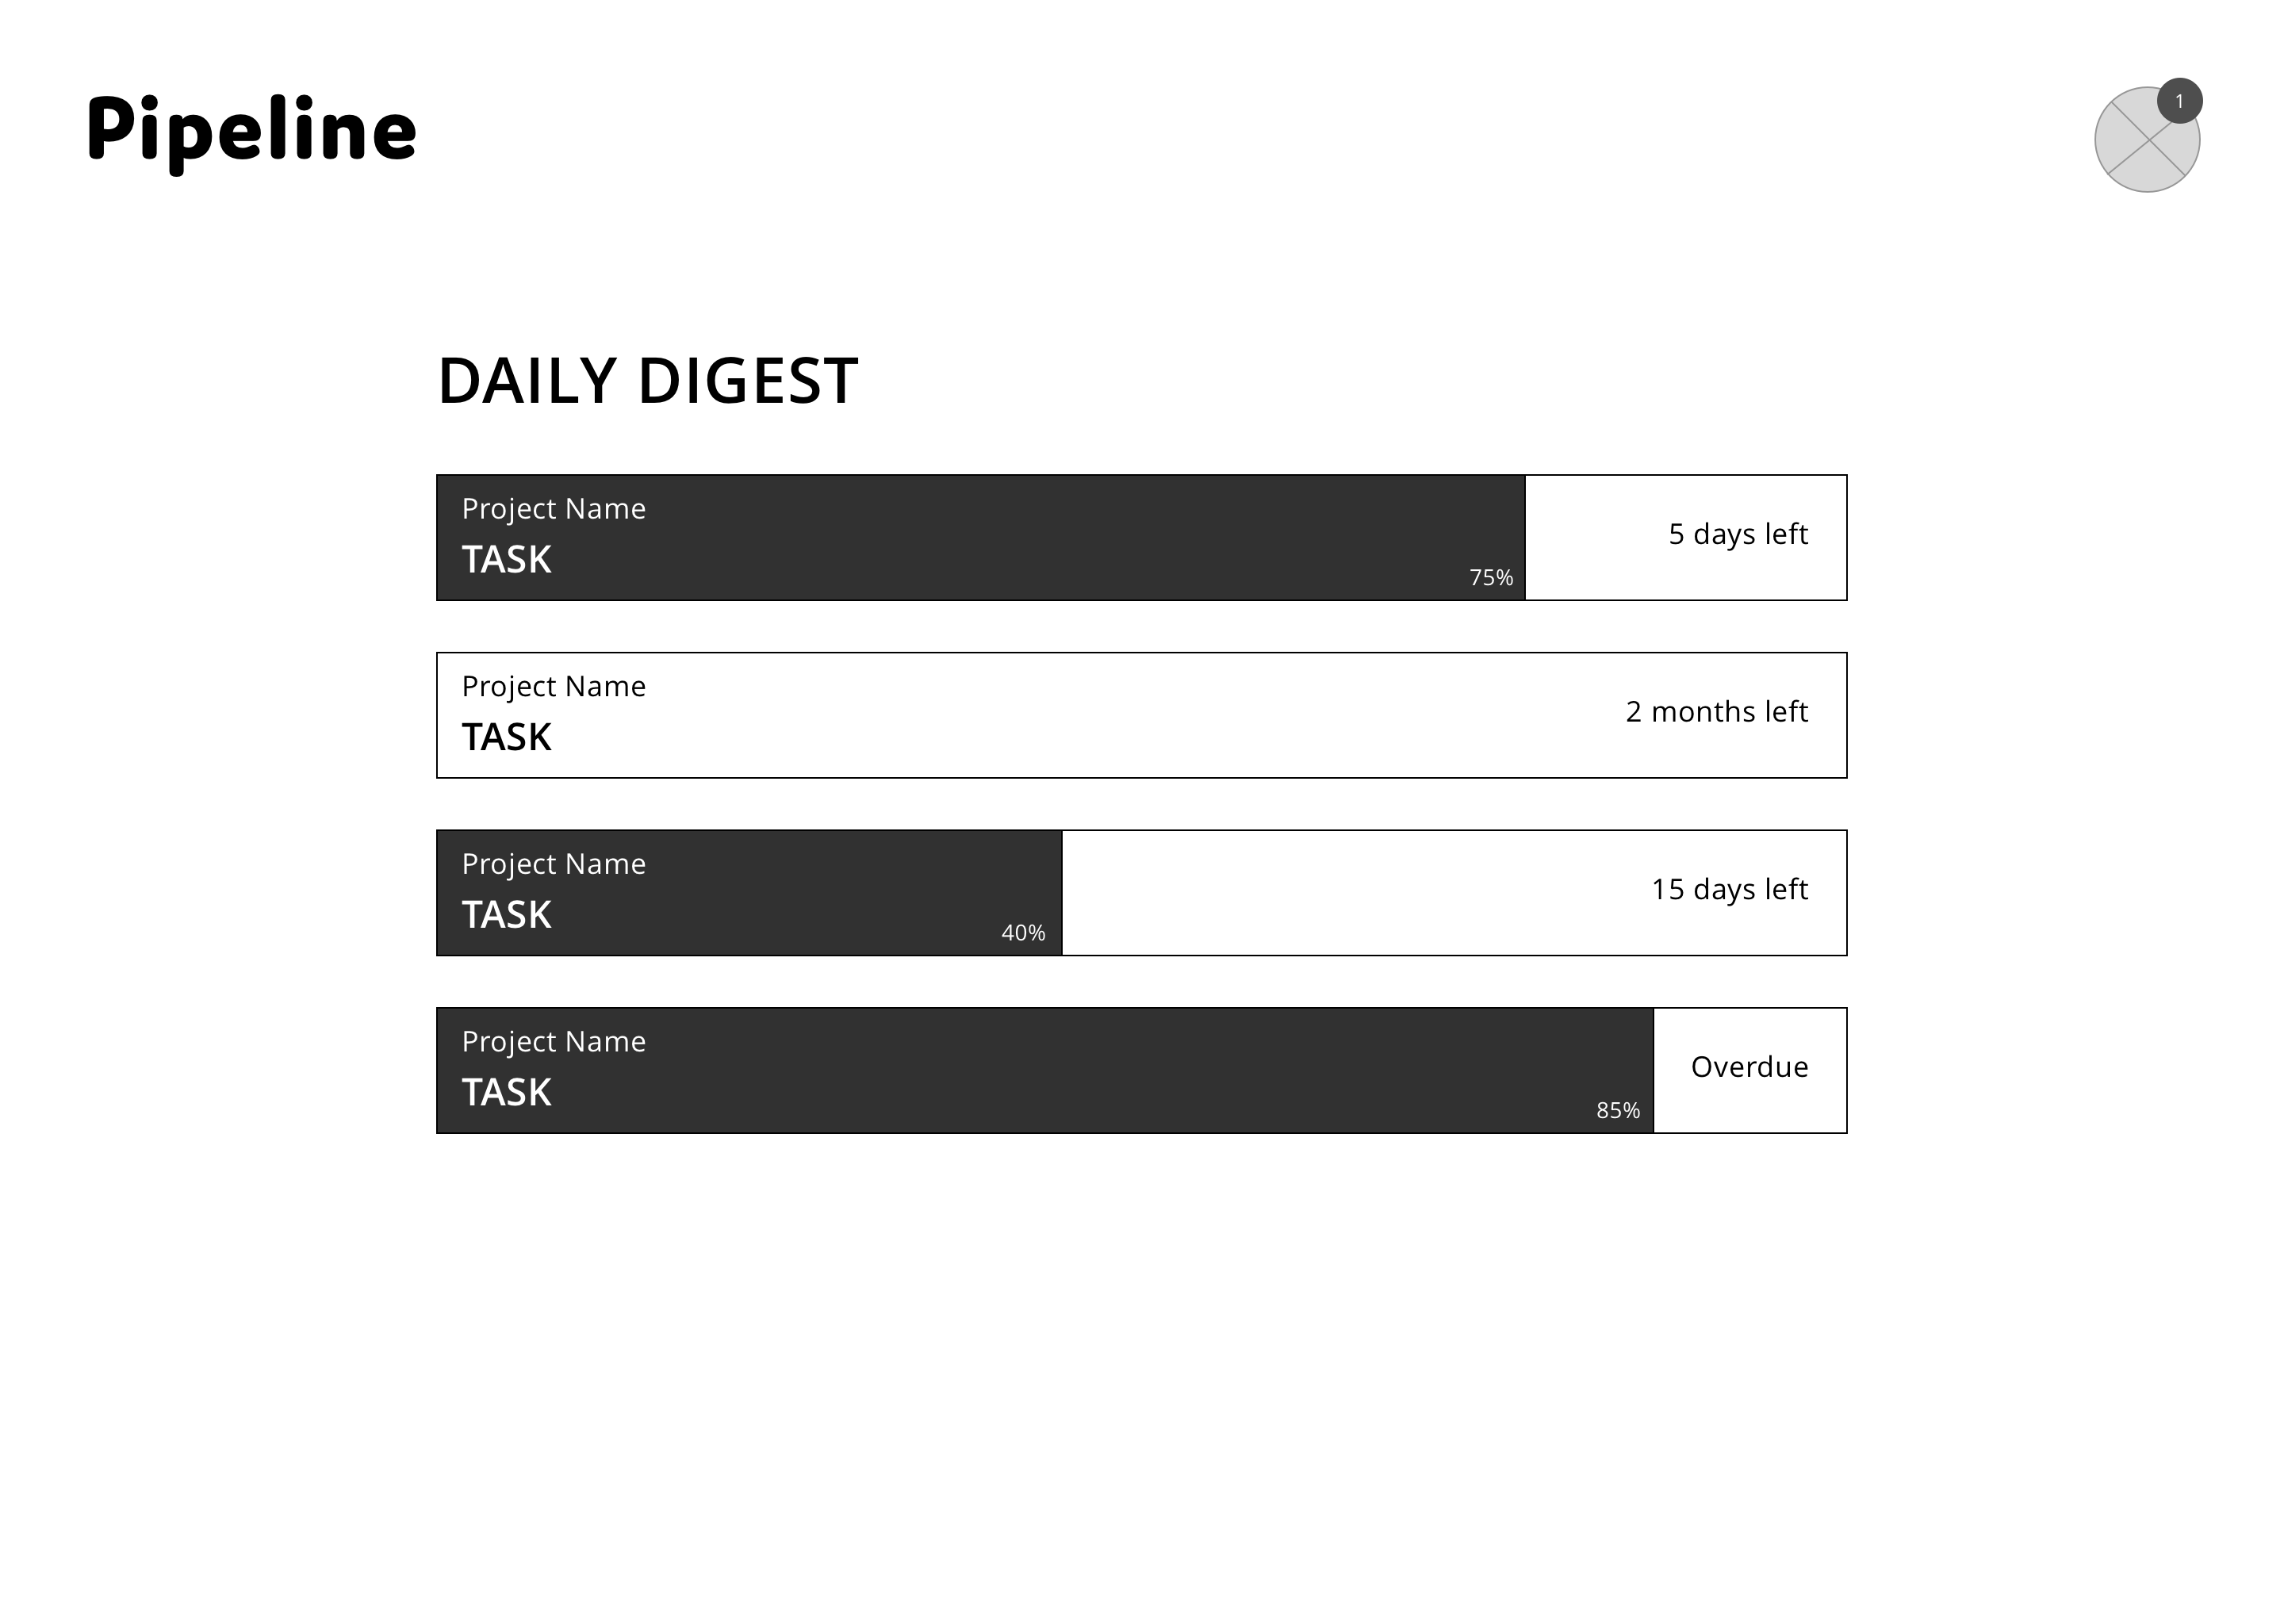 Pipeline
1
DAILY DIGEST
Project Name
TASK
75%
5 days left
Project Name
TASK
2 months left
Project Name
TASK
40%
15 days left
Project Name
TASK
85%
Overdue